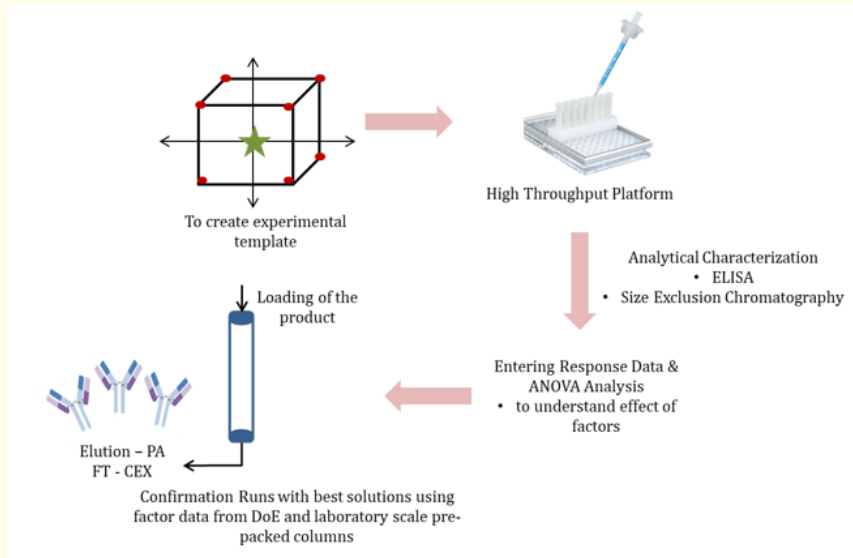 To create experimental
template
High Throughput Platform
Analytical Characterization
• ELISA
• Size Exclusion Chromatography
Entering Response Data &
ANOVA Analysis
• to understand effect of
factors
Loading of the
product
Elution – PA
FT - CEX
Confirmation Runs with best solutions using
factor data from DoE and laboratory scale pre-
packed columns